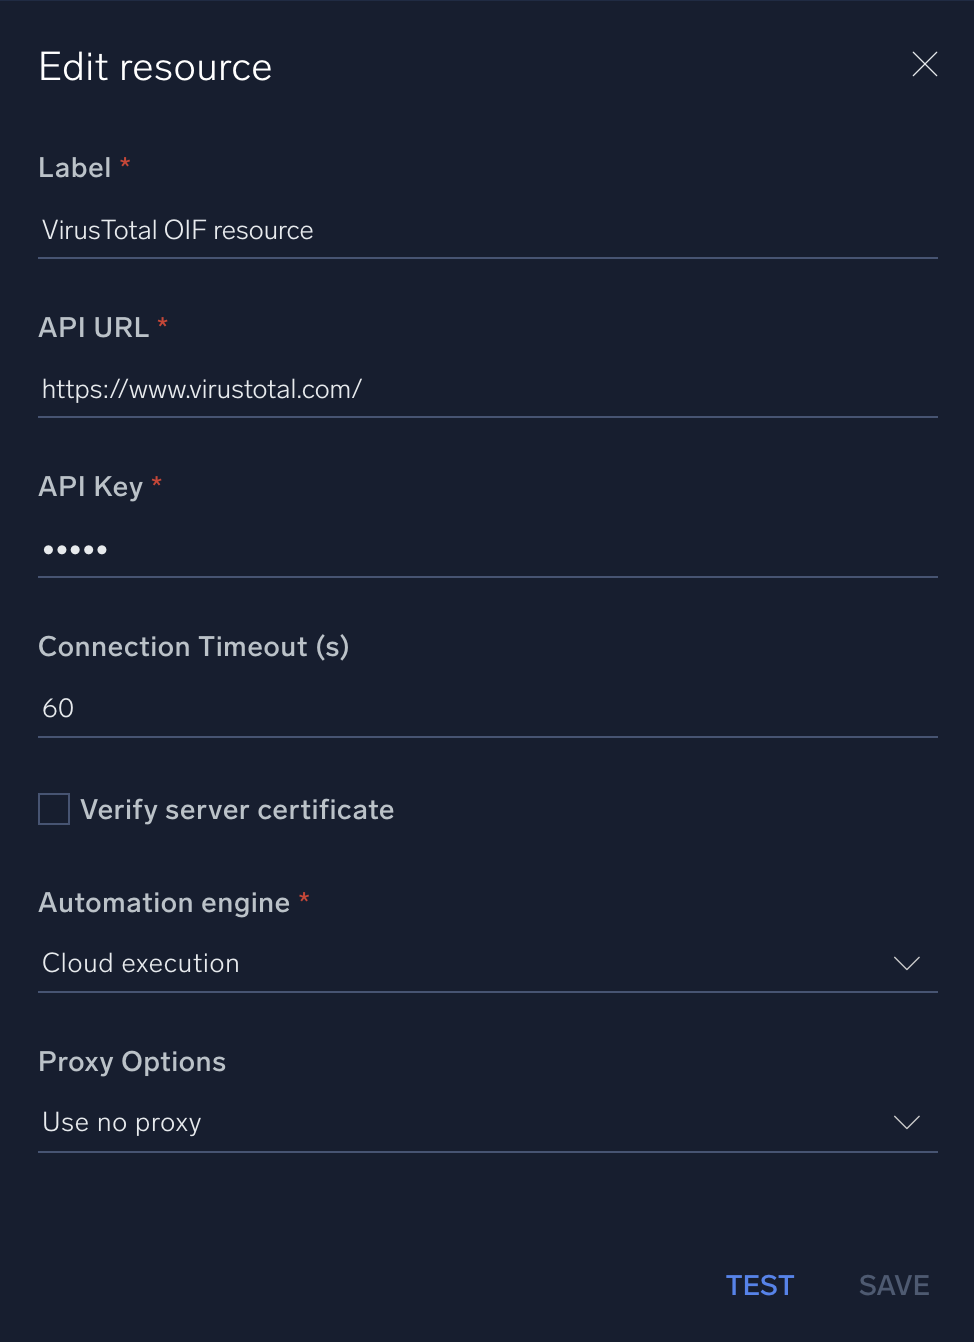 Edit resource
Label *
VirusTotal OIF resource
API URL *
https://www.virustotal.com/
API Key *
•••••
Connection Timeout (s)
60
Verify server certificate
Automation engine *
Cloud execution
Proxy Options
Use no proxy
TEST SAVE